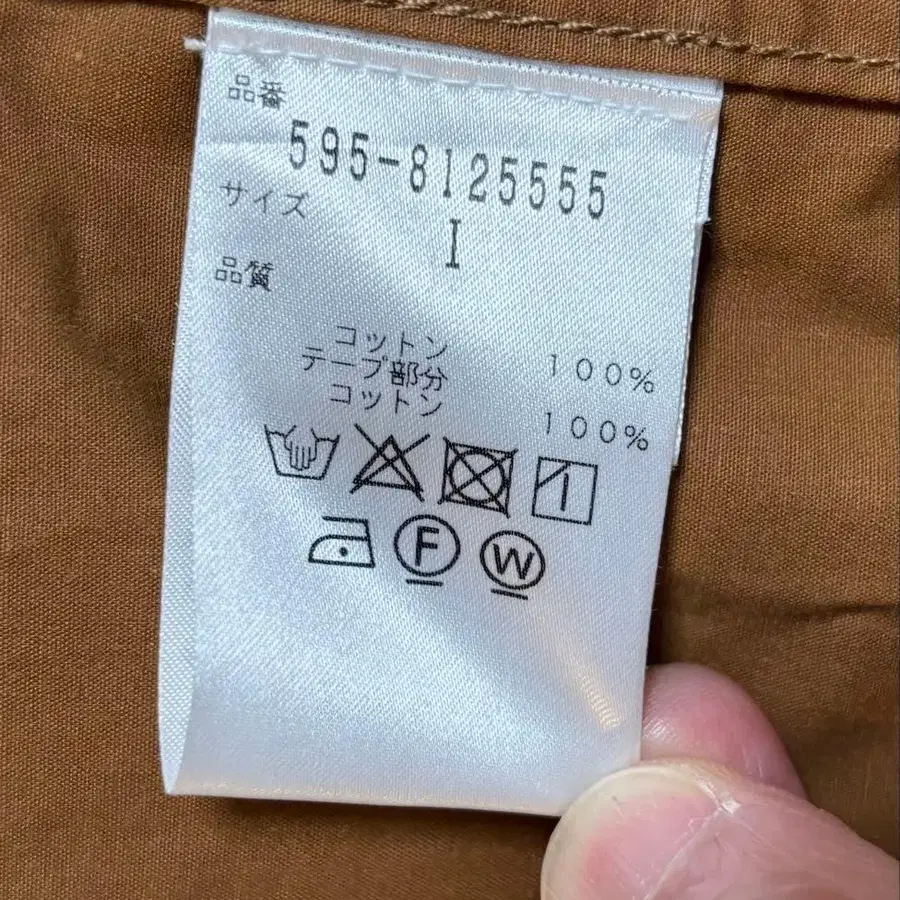 品番
595-8125555
サイズ
I
品質
コットン 100%
テープ部分
コットン 100%
F W